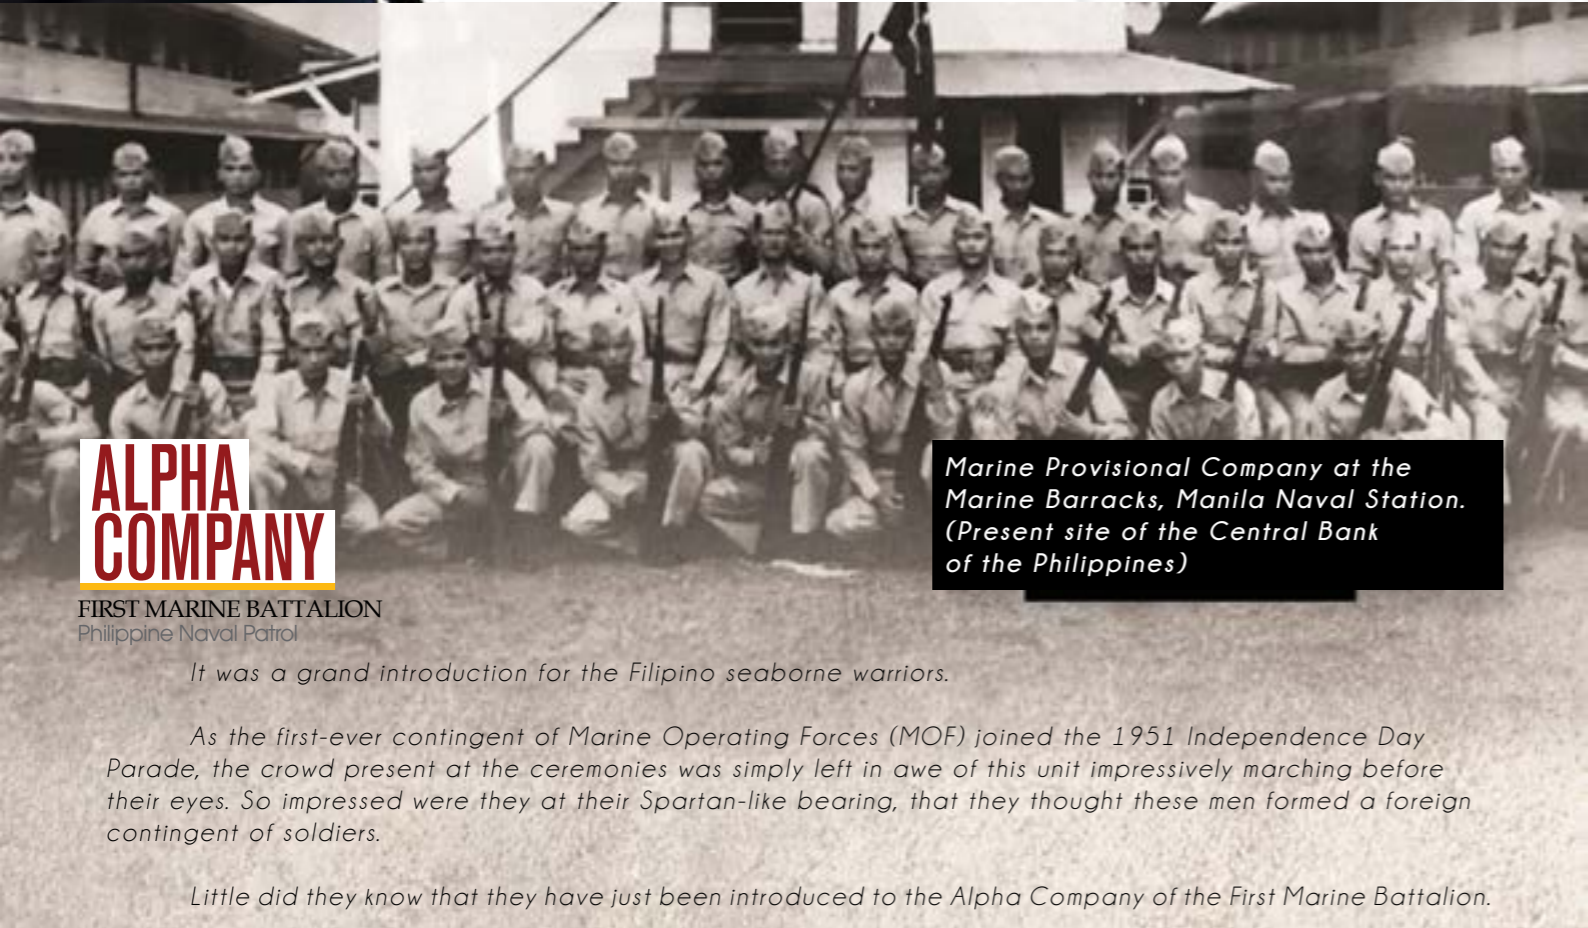 ALPHA
COMPANY
FIRST MARINE BATTALION
Philippine Naval Patrol
Marine Provisional Company at the
Marine Barracks, Manila Naval Station.
(Present site of the Central Bank
of the Philippines)
It was a grand introduction for the Filipino seaborne warriors.
As the first-ever contingent of Marine Operating Forces (MOF) joined the 1951 Independence Day
Parade, the crowd present at the ceremonies was simply left in awe of this unit impressively marching before
their eyes. So impressed were they at their Spartan-like bearing, that they thought these men formed a foreign
contingent of soldiers.
Little did they know that they have just been introduced to the Alpha Company of the First Marine Battalion.